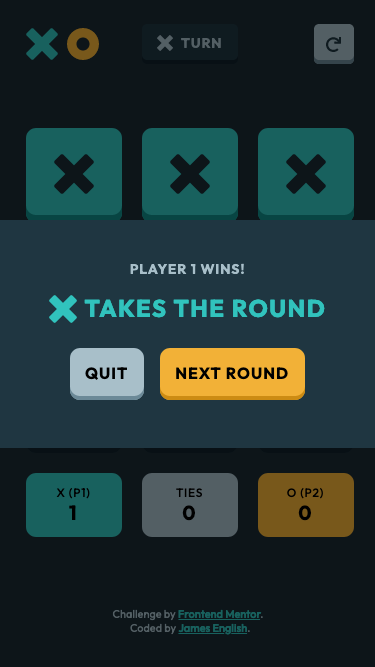 TURN
PLAYER 1 WINS!
TAKES THE ROUND
QUIT NEXT ROUND
X (P1) TIES O (P2)
1 0 0
Challenge by Frontend Mentor.
Coded by James English.